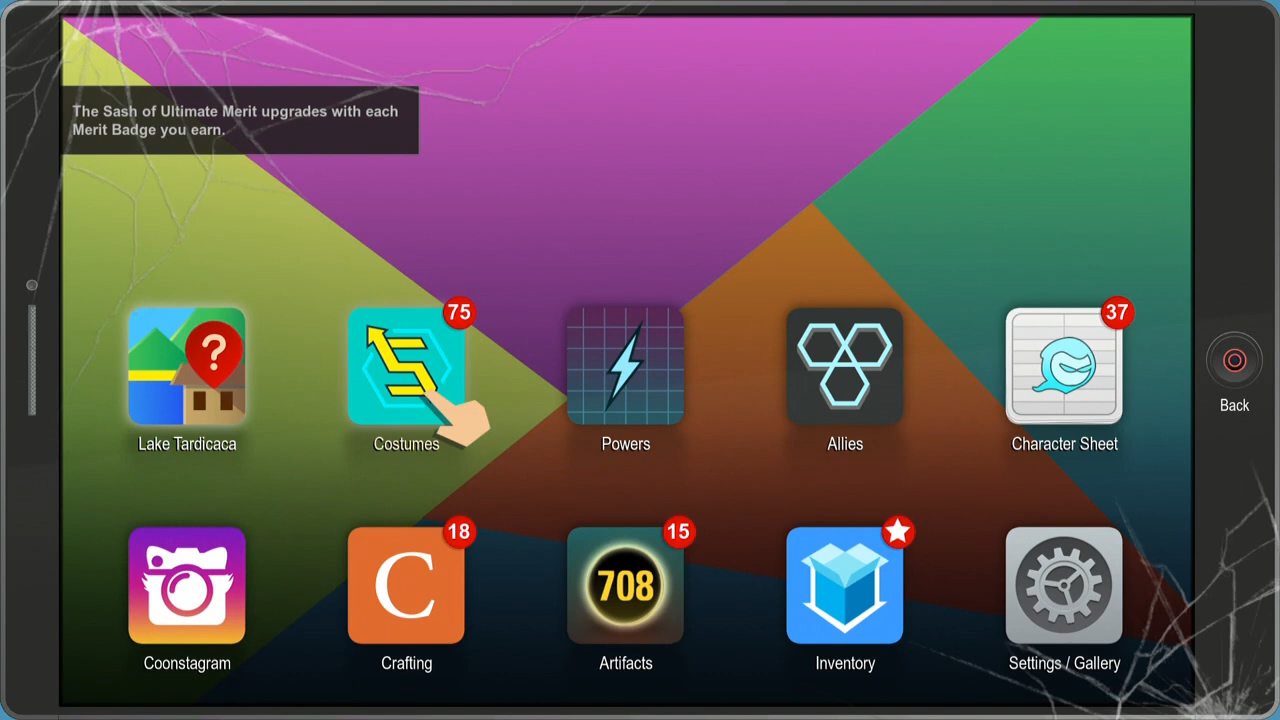 The Sash of Ultimate Merit upgrades with each
Merit Badge you earn.
75
37
?
Lake Tardicaca
Costumes
Powers
Allies
Character Sheet
Back
18
15
C
708
Coonstagram
Crafting
Artifacts
Inventory
Settings / Gallery